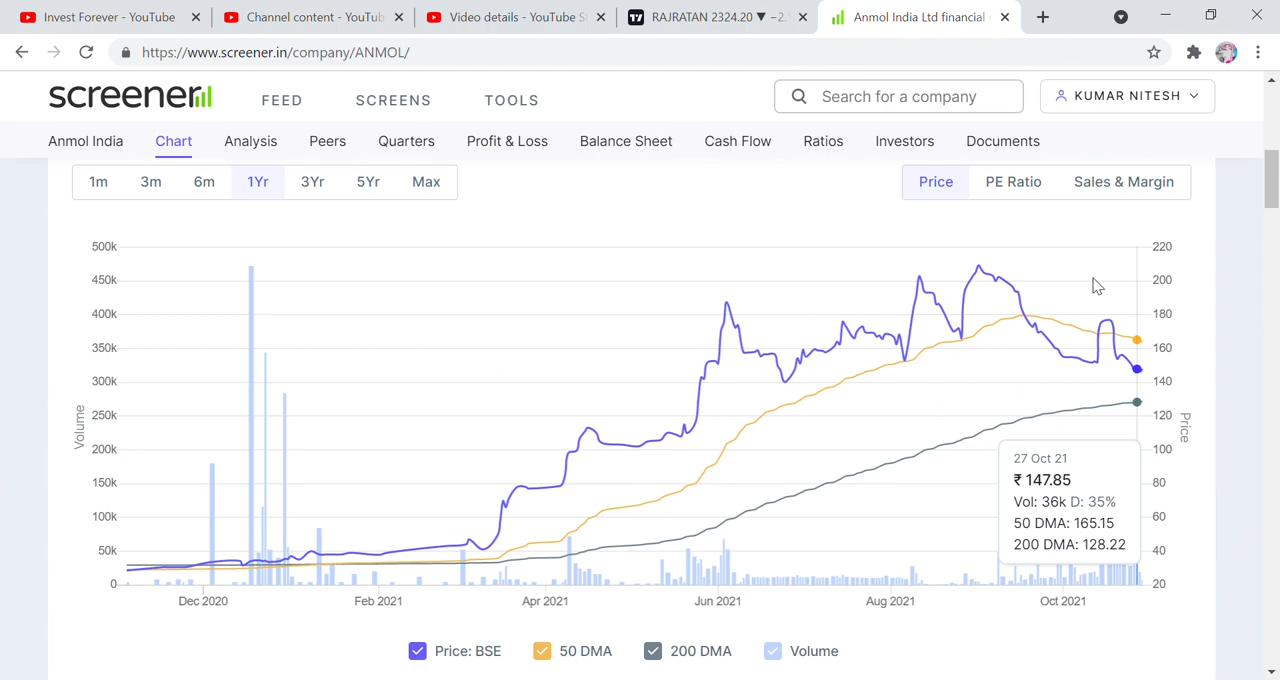 Invest Forever - YouTube
Channel content - YouTub
Video details - YouTube S
RAJRATAN 2324.20 ▼ −2.
Anmol India Ltd financial
https://www.screener.in/company/ANMOL/
screener
FEED
SCREENS
TOOLS
Search for a company
KUMAR NITESH
Anmol India
Chart
Analysis
Peers
Quarters
Profit & Loss
Balance Sheet
Cash Flow
Ratios
Investors
Documents
1m
3m
6m
1Yr
3Yr
5Yr
Max
Price
PE Ratio
Sales & Margin
500k
450k
400k
350k
300k
250k
200k
150k
100k
50k
0
Volume
220
200
180
160
140
120
100
80
60
40
20
Price
27 Oct 21
₹ 147.85
Vol: 36k D: 35%
50 DMA: 165.15
200 DMA: 128.22
Dec 2020
Feb 2021
Apr 2021
Jun 2021
Aug 2021
Oct 2021
Price: BSE
50 DMA
200 DMA
Volume